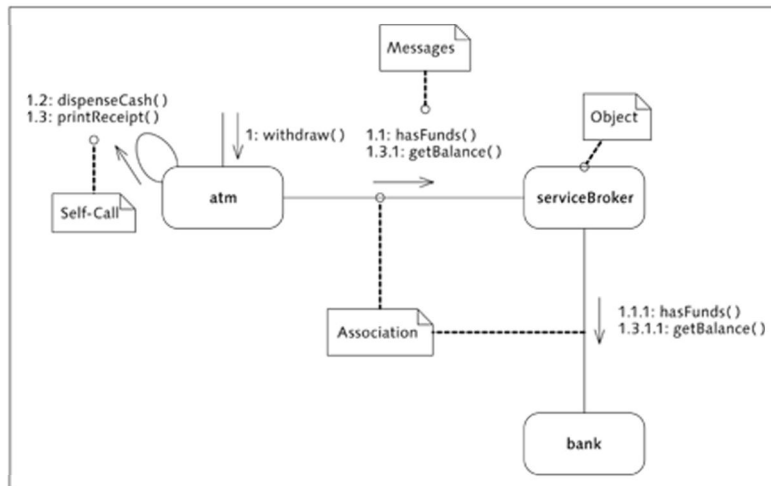 Messages
1.2: dispenseCash()
1.3: printReceipt()
1: withdraw()
1.1: hasFunds()
1.3.1: getBalance()
Object
atm
serviceBroker
Self-Call
Association
1.1.1: hasFunds()
1.3.1.1: getBalance()
bank